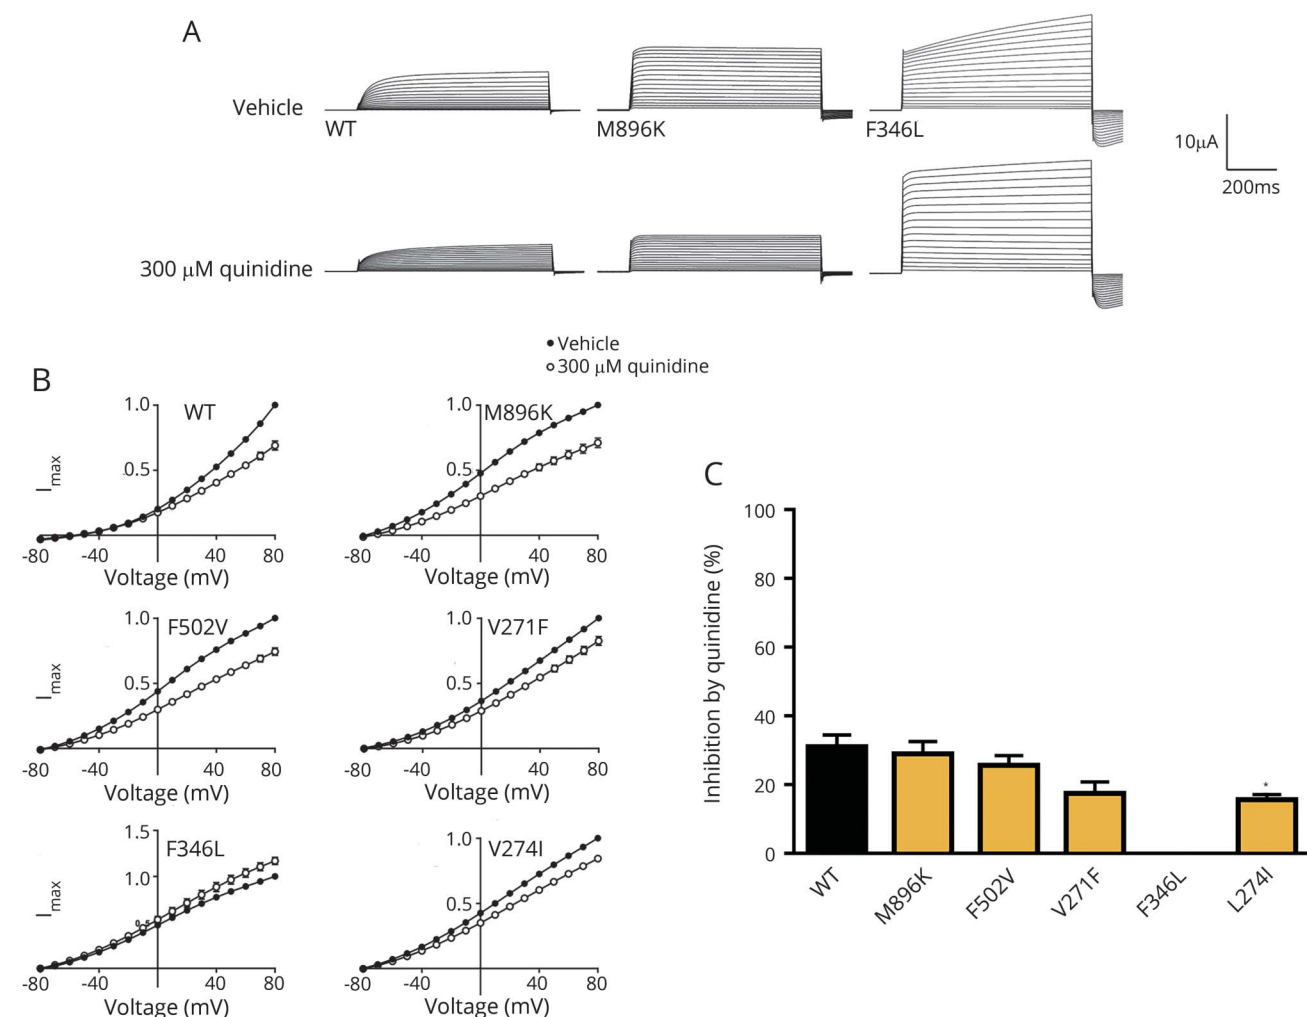 A
Vehicle
WT
M896K
F346L
10μA
200ms
300 μM quinidine
Vehicle
300 μM quinidine
B
WT
1.0
0.5
Imax
-80 -40 40 80
Voltage (mV)
M896K
1.0
0.5
-80 -40 40 80
Voltage (mV)
F502V
1.0
0.5
Imax
-80 -40 40 80
Voltage (mV)
V271F
1.0
0.5
-80 -40 40 80
Voltage (mV)
F346L
1.5
1.0
0.5
Imax
-80 -40 40 80
Voltage (mV)
V274I
1.0
0.5
-80 -40 40 80
Voltage (mV)
C
Inhibition by quinidine (%)
100
80
60
40
20
0
*
WT
M896K
F502V
V271F
F346L
L274I